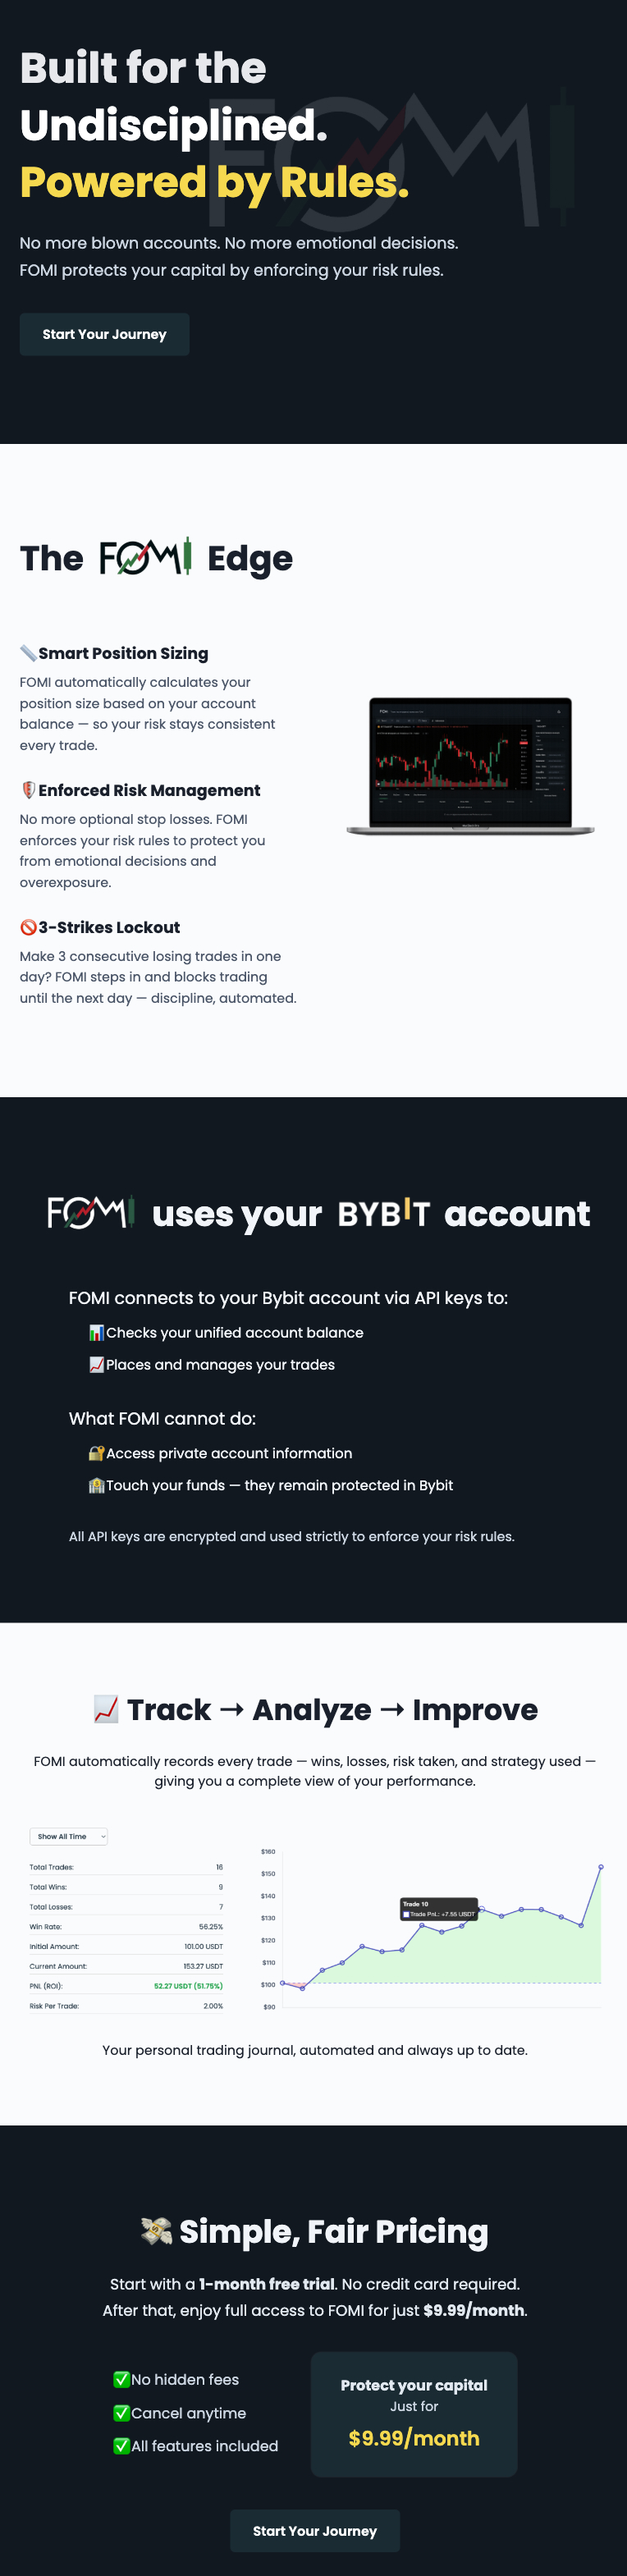 Built for the
Undisciplined.
Powered by Rules.
FOMI
No more blown accounts. No more emotional decisions.
FOMI protects your capital by enforcing your risk rules.
Start Your Journey
The FOMI Edge
📏Smart Position Sizing
FOMI automatically calculates your
position size based on your account
balance — so your risk stays consistent
every trade.
🛡️Enforced Risk Management
No more optional stop losses. FOMI
enforces your risk rules to protect you
from emotional decisions and
overexposure.
🚫3-Strikes Lockout
Make 3 consecutive losing trades in one
day? FOMI steps in and blocks trading
until the next day — discipline, automated.
FOMI uses your BYBIT account
FOMI connects to your Bybit account via API keys to:
📊Checks your unified account balance
📈Places and manages your trades
What FOMI cannot do:
🔐Access private account information
🏦Touch your funds — they remain protected in Bybit
All API keys are encrypted and used strictly to enforce your risk rules.
📈 Track → Analyze → Improve
FOMI automatically records every trade — wins, losses, risk taken, and strategy used —
giving you a complete view of your performance.
Show All Time
Total Trades: 16
Total Wins: 9
Total Losses: 7
Win Rate: 56.25%
Initial Amount: 101.00 USDT
Current Amount: 153.27 USDT
PNL (ROI): 52.27 USDT (51.75%)
Risk Per Trade: 2.00%
$160
$150
$140
$130
$120
$110
$100
$90
Trade 10
Trade PnL: +7.55 USDT
Your personal trading journal, automated and always up to date.
💸 Simple, Fair Pricing
Start with a 1-month free trial. No credit card required.
After that, enjoy full access to FOMI for just $9.99/month.
✅No hidden fees
✅Cancel anytime
✅All features included
Protect your capital
Just for
$9.99/month
Start Your Journey